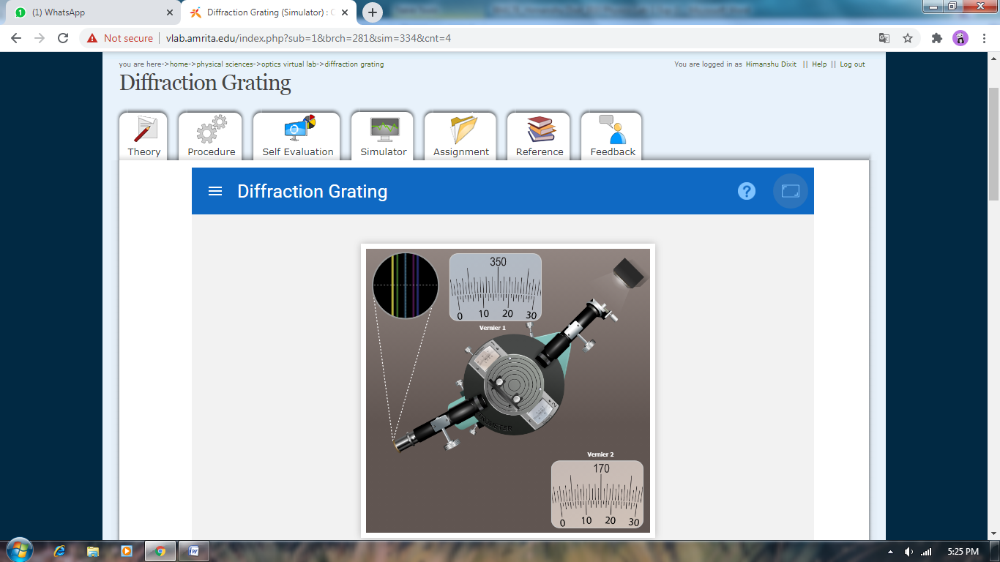 (1) WhatsApp
Diffraction Grating (Simulator) : C
Not secure
vlab.amrita.edu/index.php?sub=1&brch=281&sim=334&cnt=4
you are here->home->physical sciences->optics virtual lab->diffraction grating
You are logged in as Himanshu Dixit || Help || Log out
Diffraction Grating
Theory
Procedure
Self Evaluation
Simulator
Assignment
Reference
Feedback
Diffraction Grating
?
350
0 10 20 30
Vernier 1
Vernier 2
170
0 10 20 30
5:25 PM